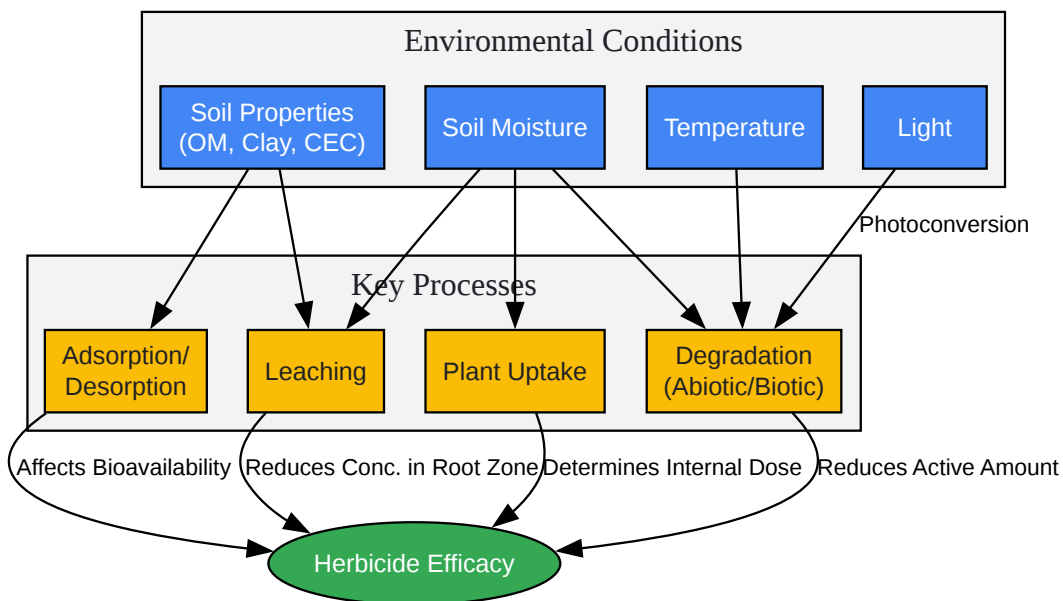 Environmental Conditions
Soil Properties
(OM, Clay, CEC)
Soil Moisture
Temperature
Light
Photoconversion
Key Processes
Adsorption/
Desorption
Leaching
Plant Uptake
Degradation
(Abiotic/Biotic)
Affects Bioavailability
Reduces Conc. in Root Zone
Determines Internal Dose
Reduces Active Amount
Herbicide Efficacy